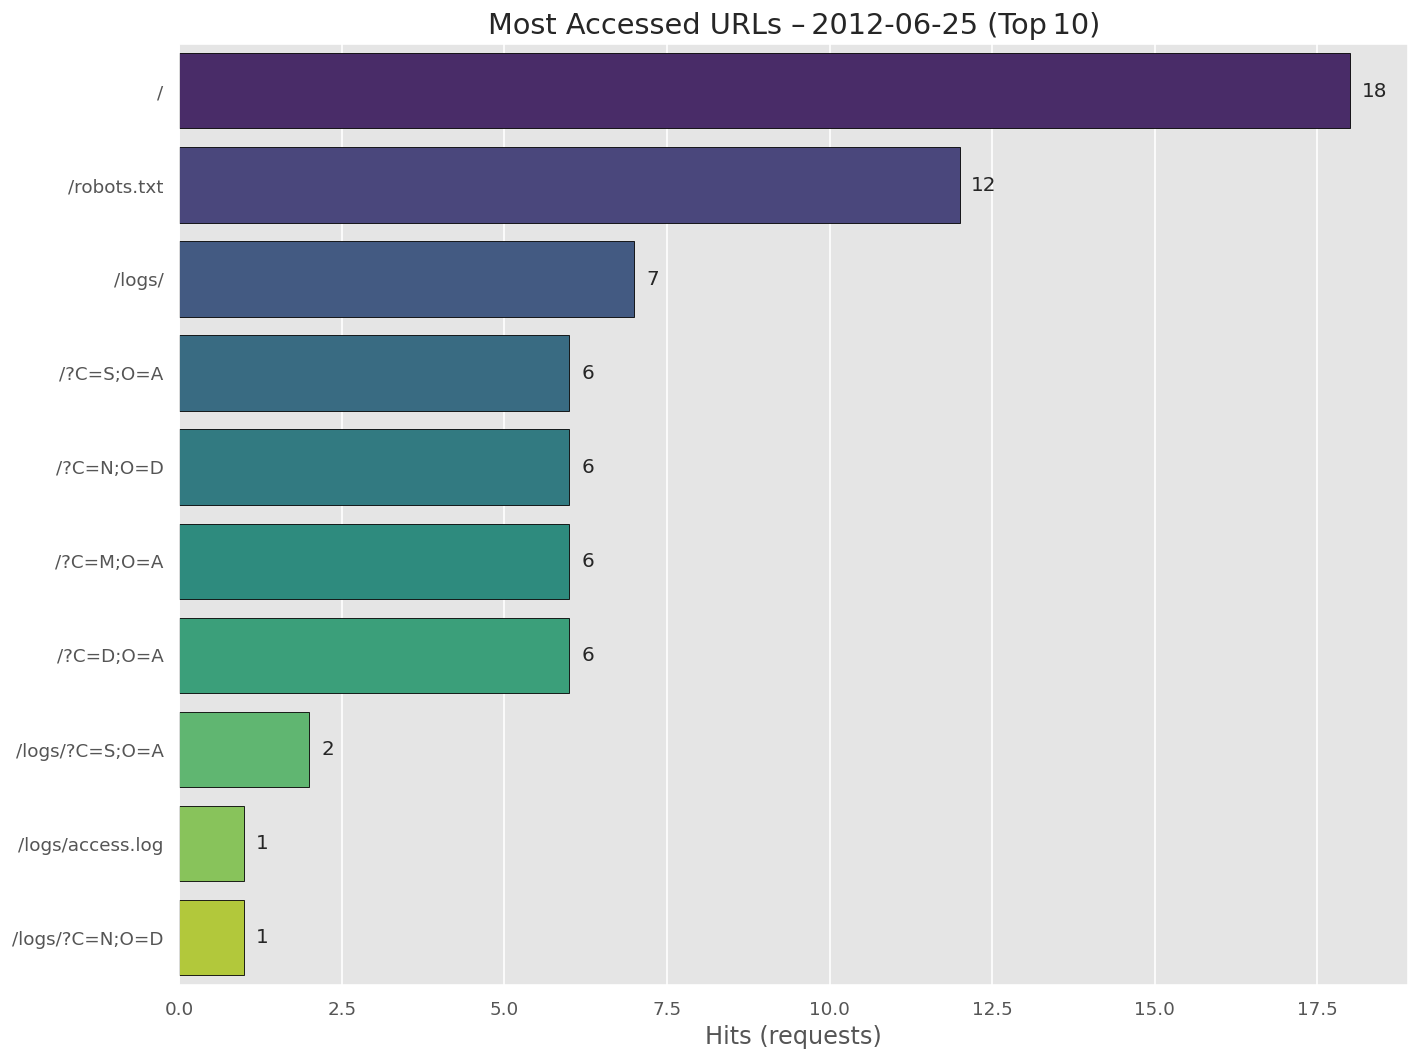 Most Accessed URLs – 2012-06-25 (Top 10)
/ 18
/robots.txt 12
/logs/ 7
/?C=S;O=A 6
/?C=N;O=D 6
/?C=M;O=A 6
/?C=D;O=A 6
/logs/?C=S;O=A 2
/logs/access.log 1
/logs/?C=N;O=D 1
0.0 2.5 5.0 7.5 10.0 12.5 15.0 17.5
Hits (requests)